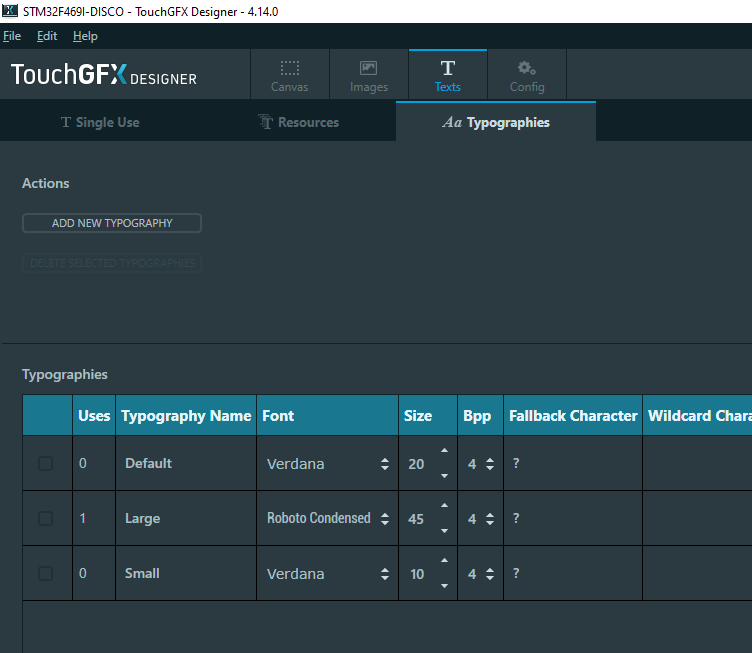 STM32F469I-DISCO - TouchGFX Designer - 4.14.0
File Edit Help
TouchGFX DESIGNER
Canvas Images Texts Config
Single Use Resources Aa Typographies
Actions
ADD NEW TYPOGRAPHY
DELETE SELECTED TYPOGRAPHIES
Typographies
Uses Typography Name Font Size Bpp Fallback Character Wildcard Chara
0 Default Verdana 20 4 ?
1 Large Roboto Condensed 45 4 ?
0 Small Verdana 10 4 ?